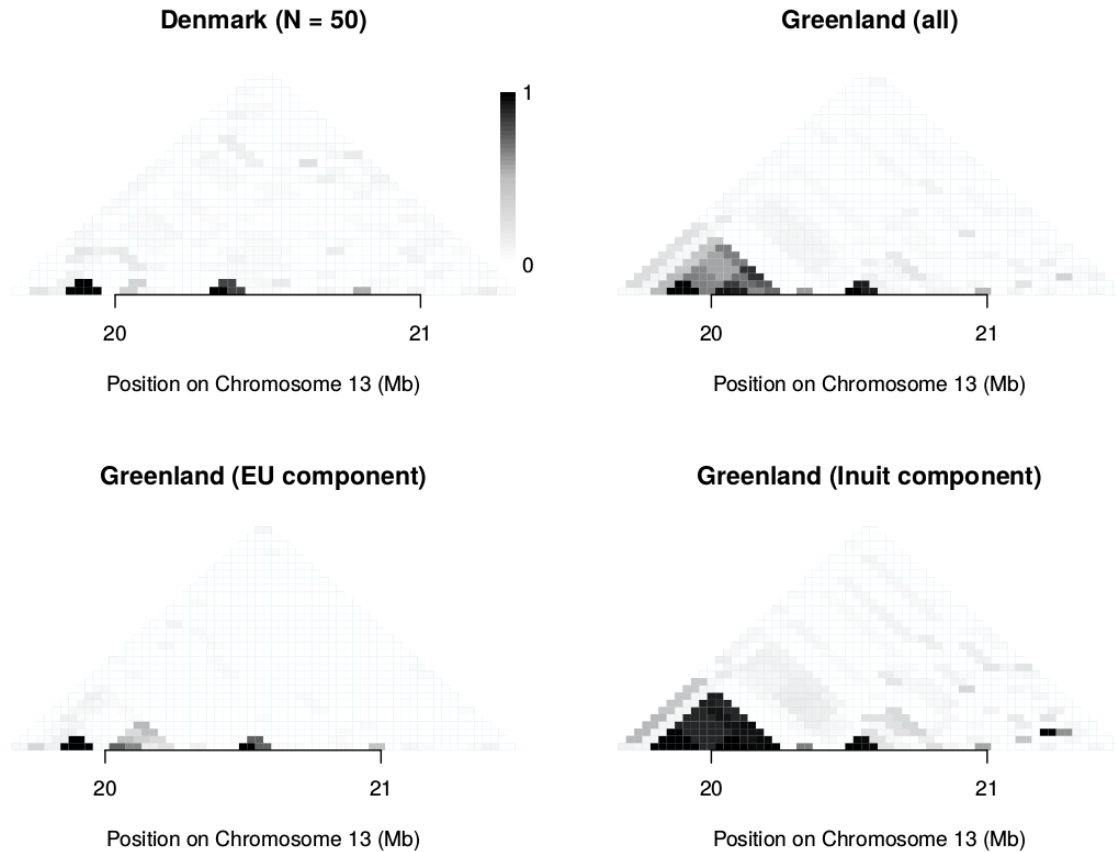 Denmark (N = 50)
1
0
20 21
Position on Chromosome 13 (Mb)
Greenland (all)
20 21
Position on Chromosome 13 (Mb)
Greenland (EU component)
20 21
Position on Chromosome 13 (Mb)
Greenland (Inuit component)
20 21
Position on Chromosome 13 (Mb)